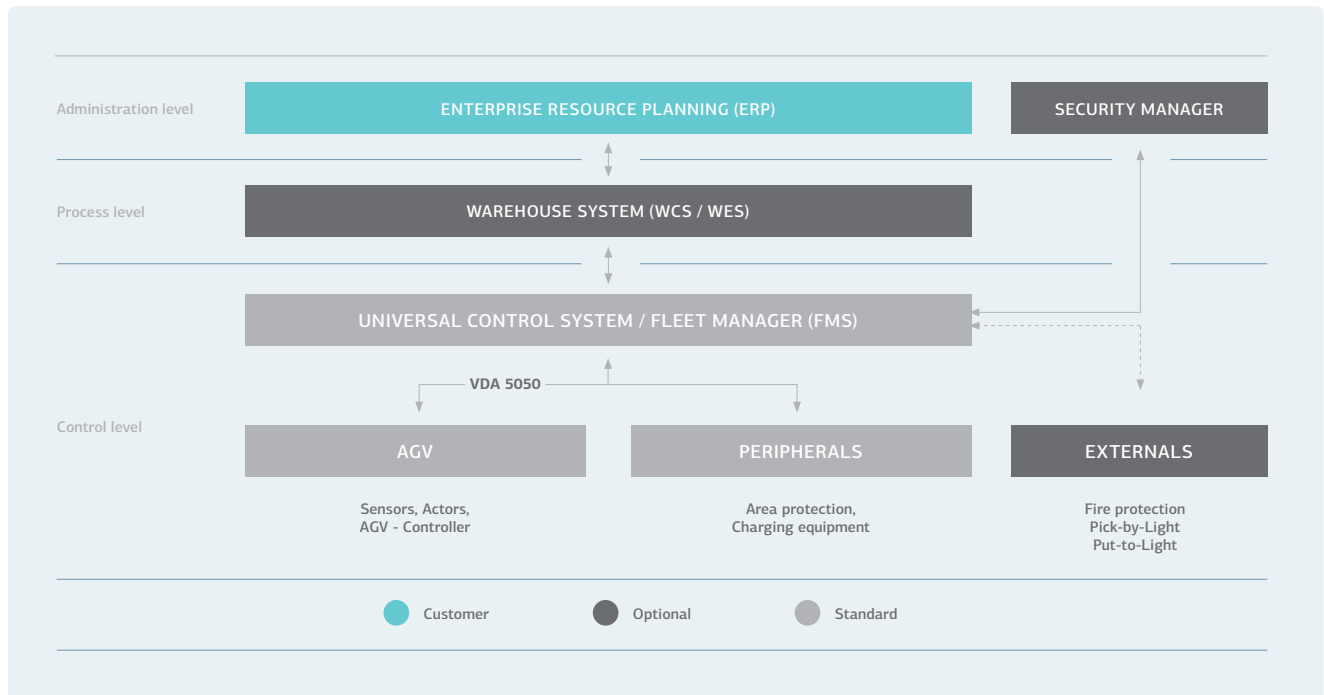 Administration level
ENTERPRISE RESOURCE PLANNING (ERP)
SECURITY MANAGER
Process level
WAREHOUSE SYSTEM (WCS / WES)
UNIVERSAL CONTROL SYSTEM / FLEET MANAGER (FMS)
VDA 5050
Control level
AGV
PERIPHERALS
EXTERNALS
Sensors, Actors,
AGV - Controller
Area protection,
Charging equipment
Fire protection
Pick-by-Light
Put-to-Light
Customer
Optional
Standard